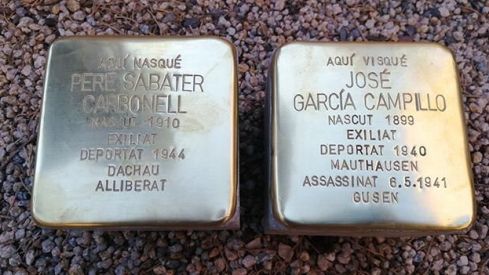 AQUÍ NASQUÉ
PERE SABATER
CARBONELL
NASCUT 1910
EXILIAT
DEPORTAT 1944
DACHAU
ALLIBERAT
AQUÍ VISQUÉ
JOSÉ
GARCÍA CAMPILLO
NASCUT 1899
EXILIAT
DEPORTAT 1940
MAUTHAUSEN
ASSASSINAT 6.5.1941
GUSEN